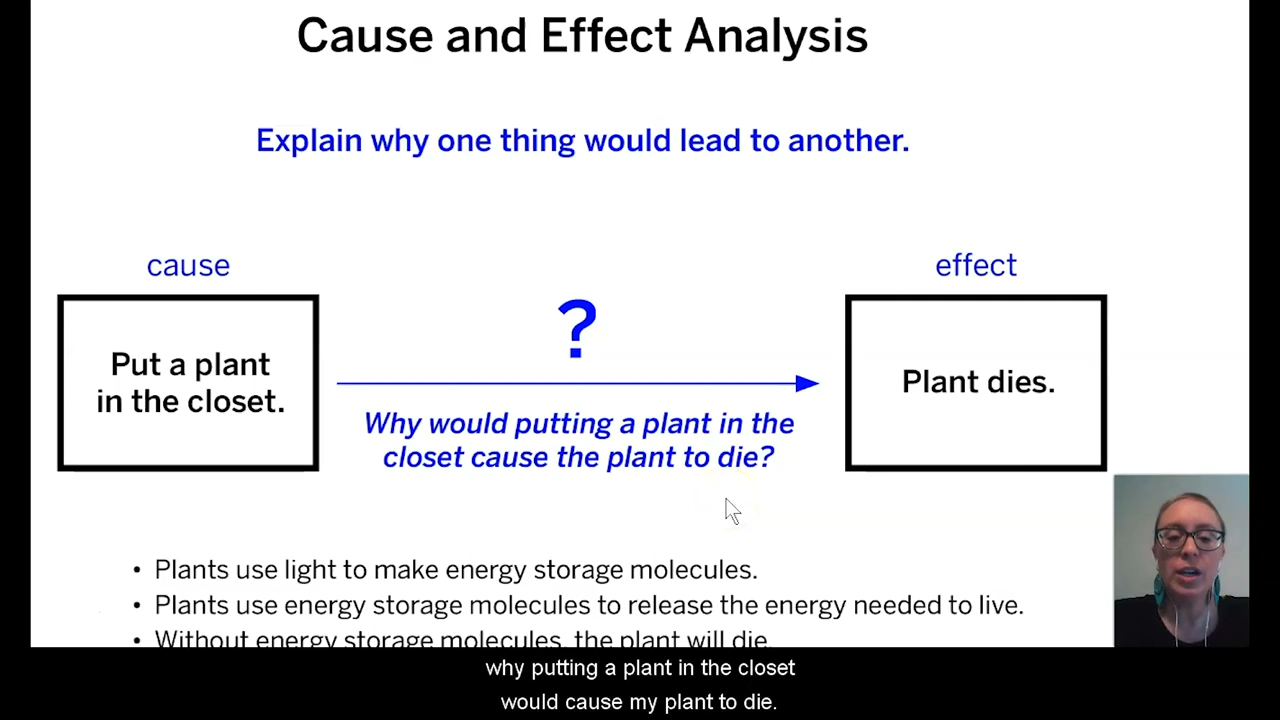 Cause and Effect Analysis
Explain why one thing would lead to another.
cause
effect
Put a plant
in the closet.
?
Why would putting a plant in the
closet cause the plant to die?
Plant dies.
• Plants use light to make energy storage molecules.
• Plants use energy storage molecules to release the energy needed to live.
• Without energy storage molecules, the plant will die.
why putting a plant in the closet
would cause my plant to die.